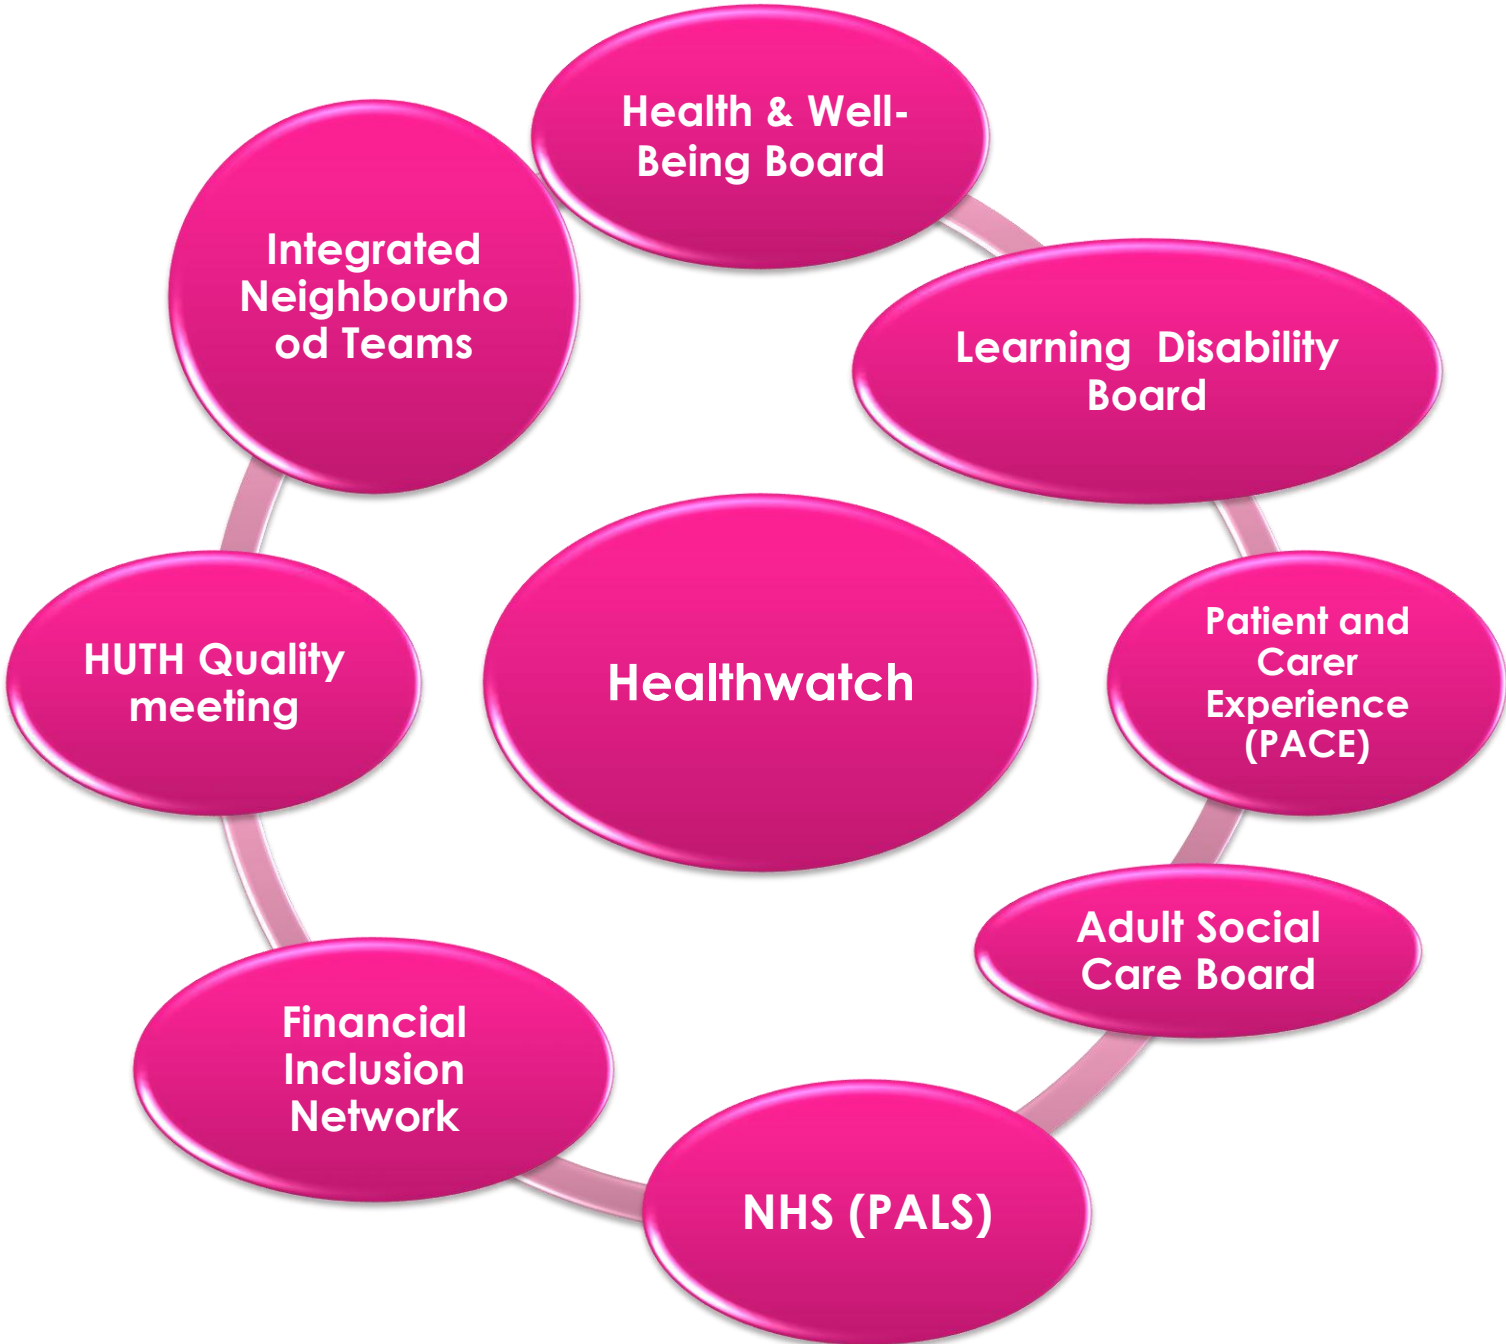 Health & Well-
Being Board
Integrated
Neighbourho
od Teams
Learning  Disability
Board
Healthwatch
HUTH Quality
meeting
Patient and
Carer
Experience
(PACE)
Adult Social
Care Board
Financial
Inclusion
Network
NHS (PALS)